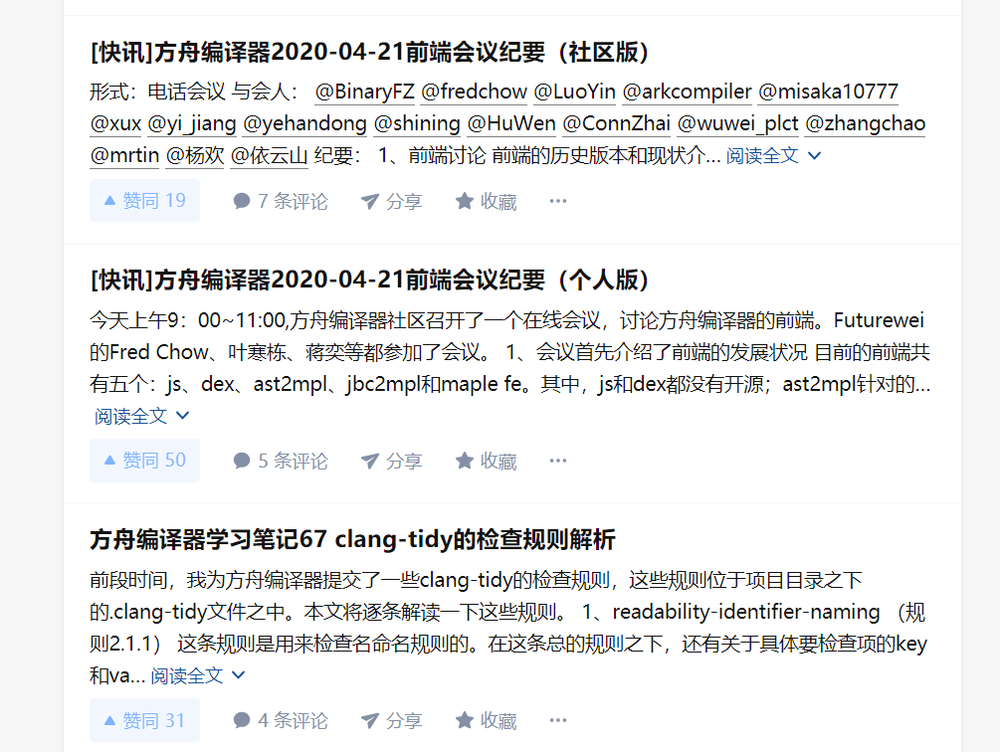 [快讯]方舟编译器2020-04-21前端会议纪要（社区版）
形式：电话会议 与会人： @BinaryFZ @fredchow @LuoYin @arkcompiler @misaka10777
@xux @yi_jiang @yehandong @shining @HuWen @ConnZhai @wuwei_plct @zhangchao
@mrtin @杨欢 @依云山 纪要： 1、前端讨论 前端的历史版本和现状介... 阅读全文
赞同 19 7 条评论 分享 收藏 ···
[快讯]方舟编译器2020-04-21前端会议纪要（个人版）
今天上午9：00~11:00,方舟编译器社区召开了一个在线会议，讨论方舟编译器的前端。Futurewei
的Fred Chow、叶寒栋、蒋奕等都参加了会议。 1、会议首先介绍了前端的发展状况 目前的前端共
有五个：js、dex、ast2mpl、jbc2mpl和maple fe。其中，js和dex都没有开源；ast2mpl针对的...
阅读全文
赞同 50 5 条评论 分享 收藏 ···
方舟编译器学习笔记67 clang-tidy的检查规则解析
前段时间，我为方舟编译器提交了一些clang-tidy的检查规则，这些规则位于项目目录之下
的.clang-tidy文件之中。本文将逐条解读一下这些规则。 1、readability-identifier-naming （规
则2.1.1） 这条规则是用来检查名命名规则的。在这条总的规则之下，还有关于具体要检查项的key
和va... 阅读全文
赞同 31 4 条评论 分享 收藏 ···